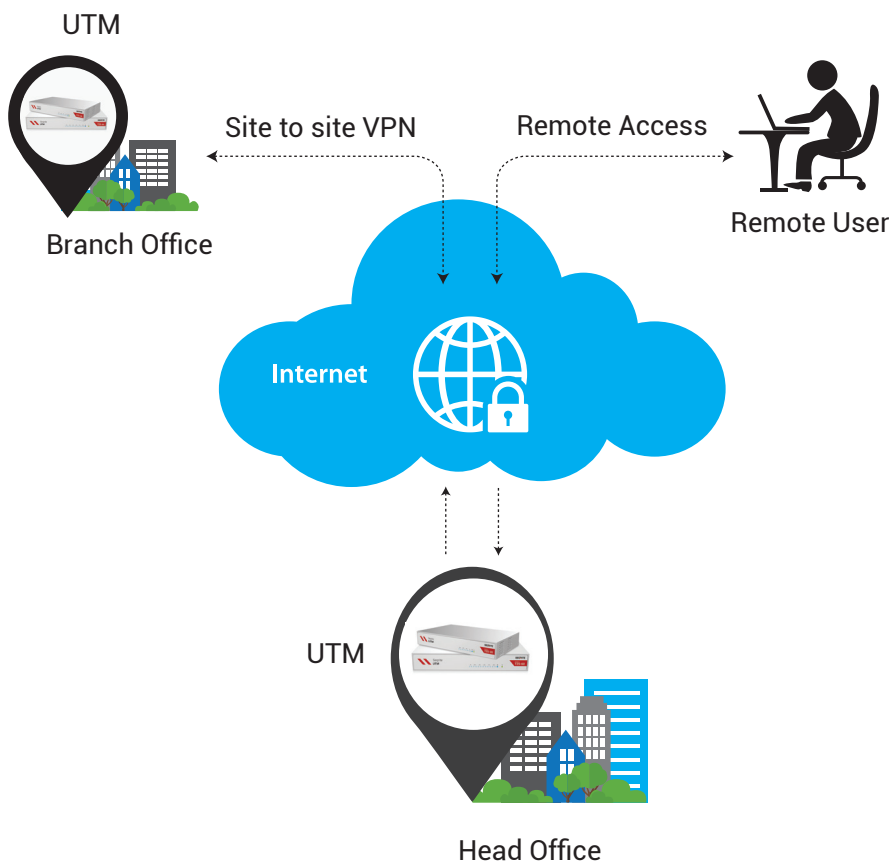 UTM
Site to site VPN
Remote Access
Branch Office
Remote User
Internet
UTM
Head Office